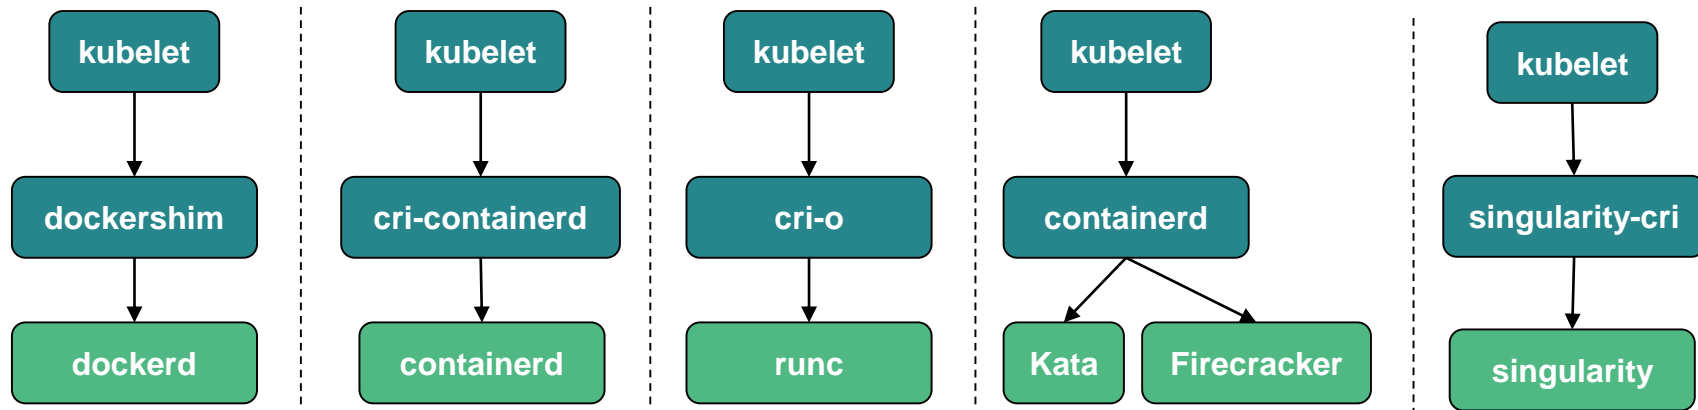 kubelet
kubelet
kubelet
kubelet
kubelet
dockershim
cri-containerd
cri-o
containerd
singularity-cri
dockerd
containerd
runc
Kata
Firecracker
singularity